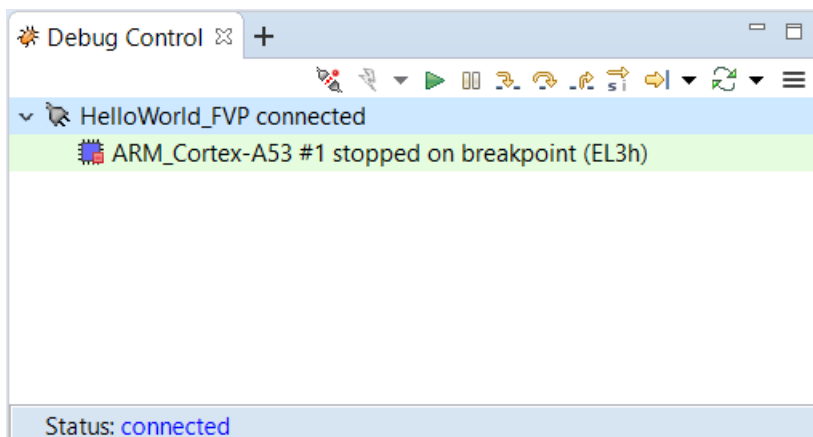 Debug Control
HelloWorld_FVP connected
ARM_Cortex-A53 #1 stopped on breakpoint (EL3h)
Status: connected